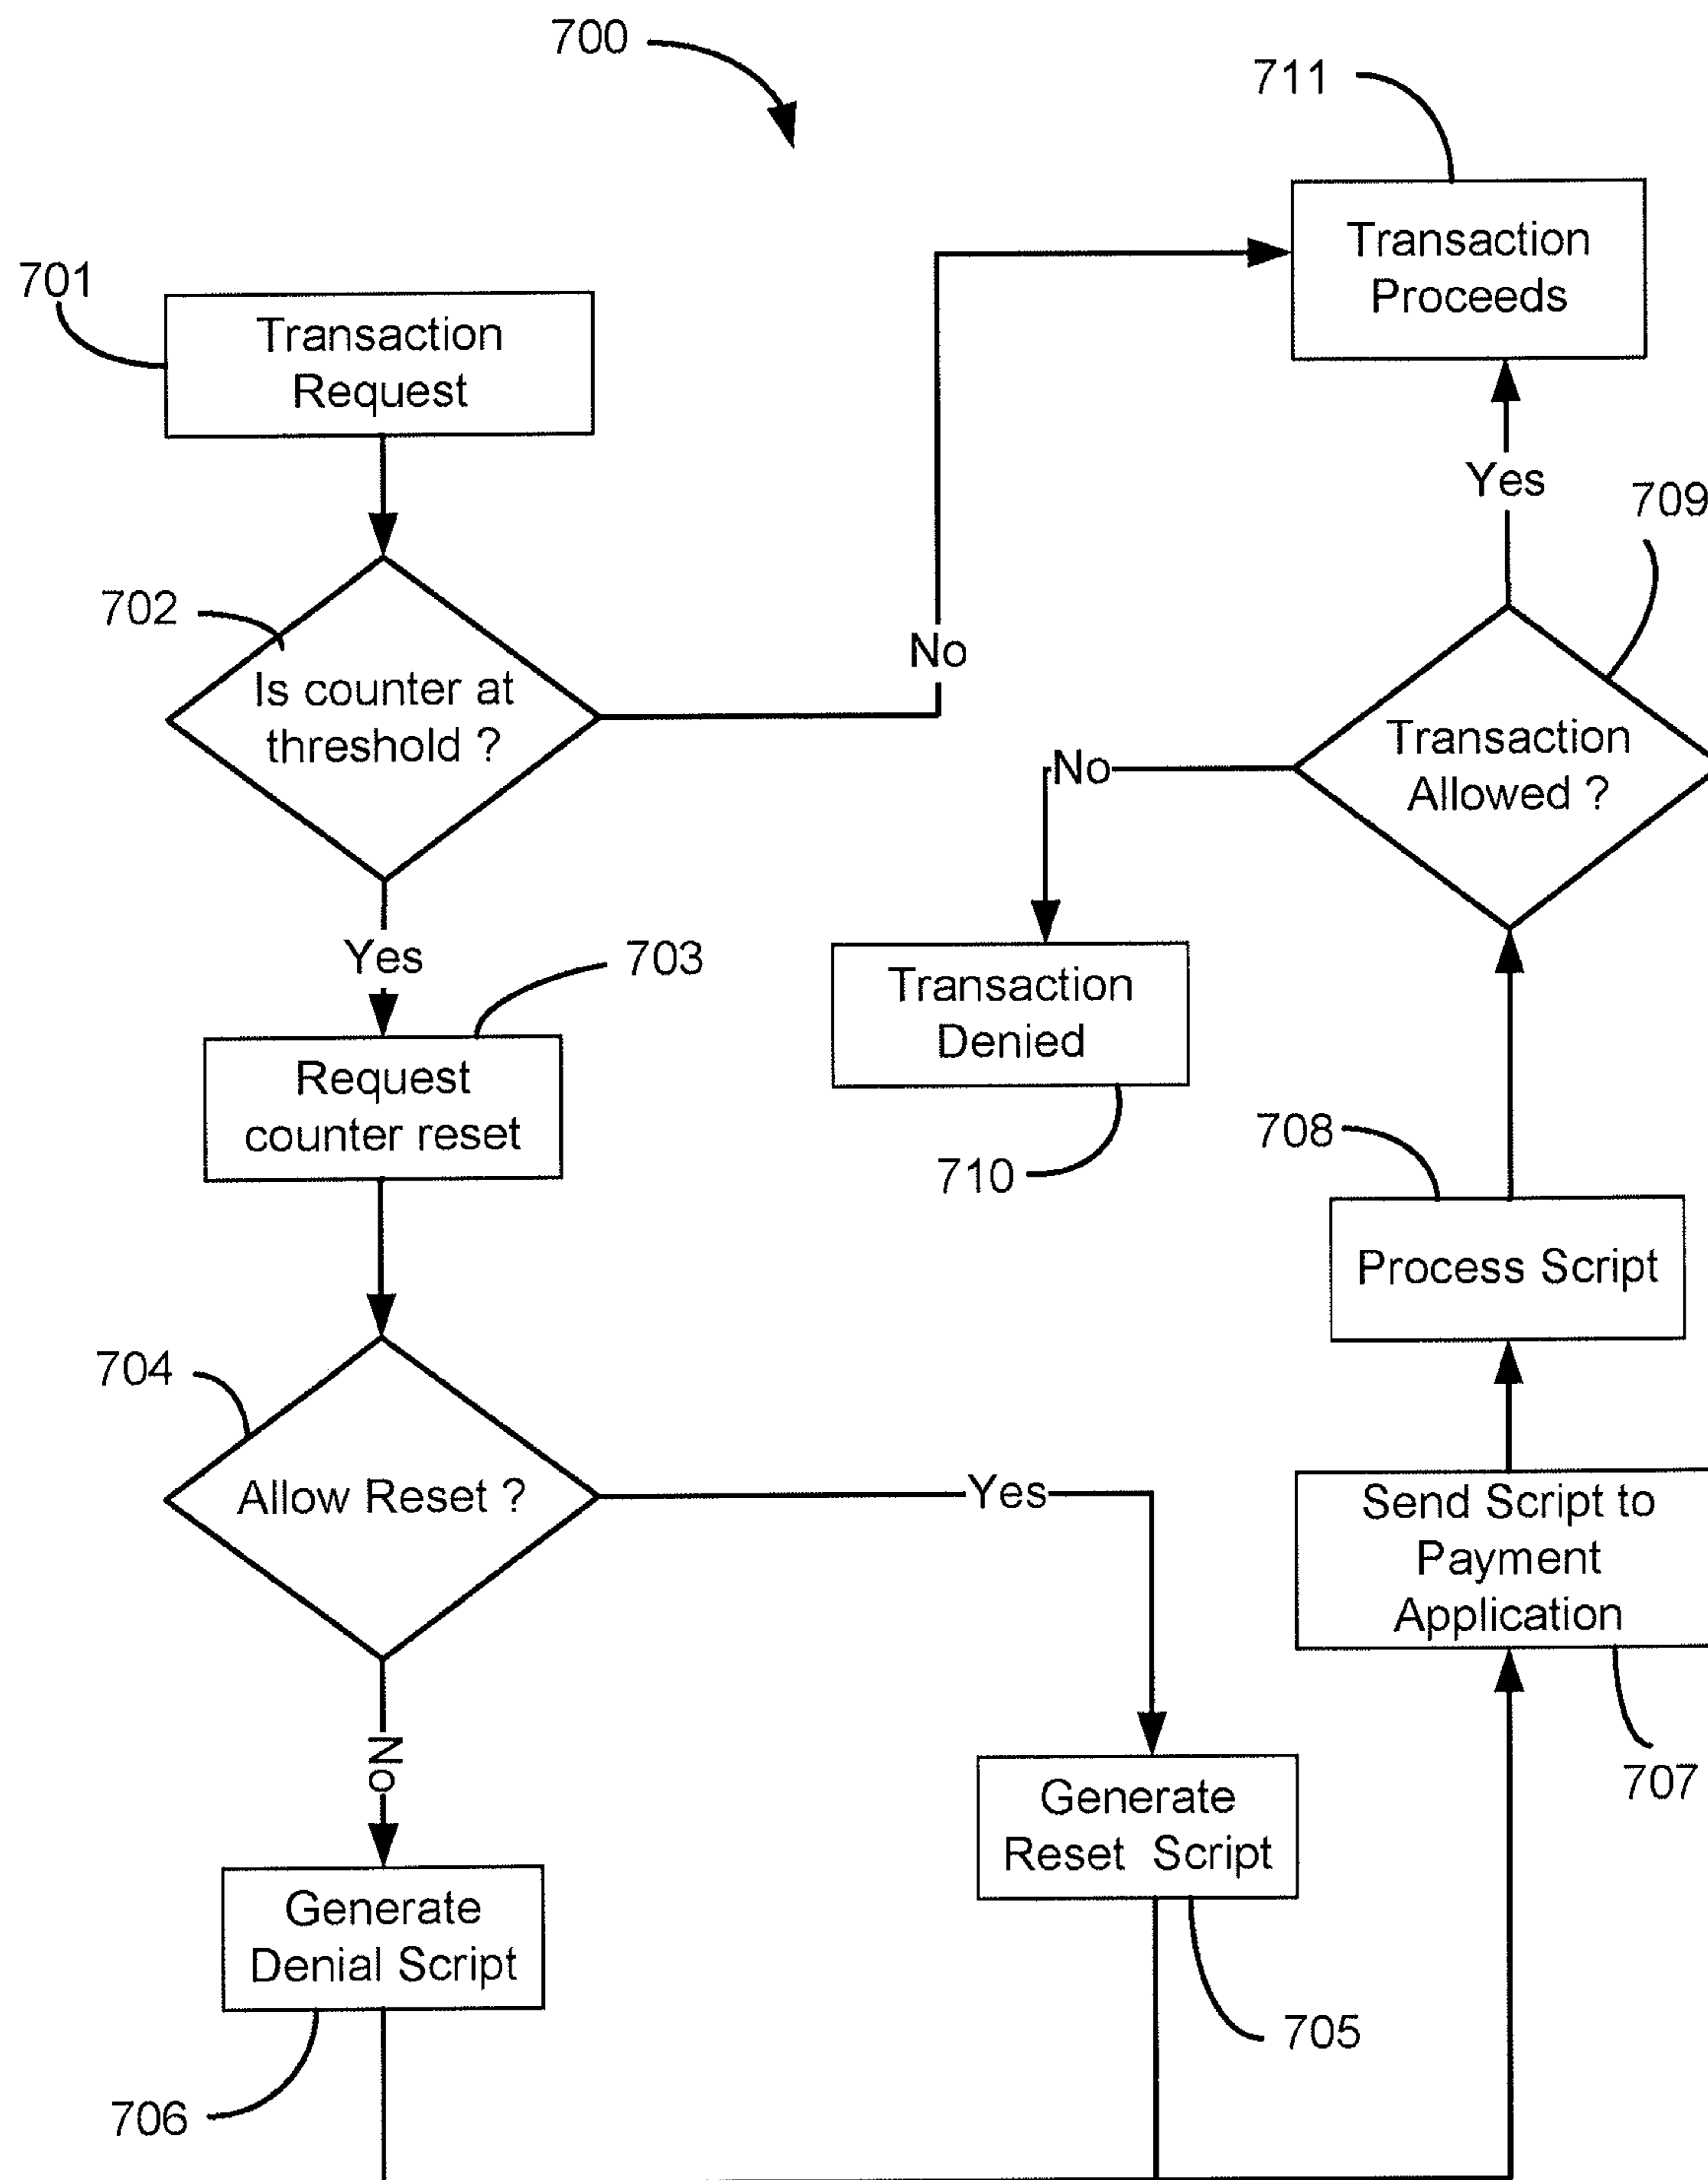 700
711
Transaction
Proceeds
701
Transaction
Request
Yes
709
702
Is counter at
threshold ?
No
Transaction
Allowed ?
No
Yes
703
Transaction
Denied
Request
counter reset
708
710
Process Script
704
Allow Reset ?
Yes
Send Script to
Payment
Application
No
707
Generate
Reset Script
Generate
Denial Script
705
706